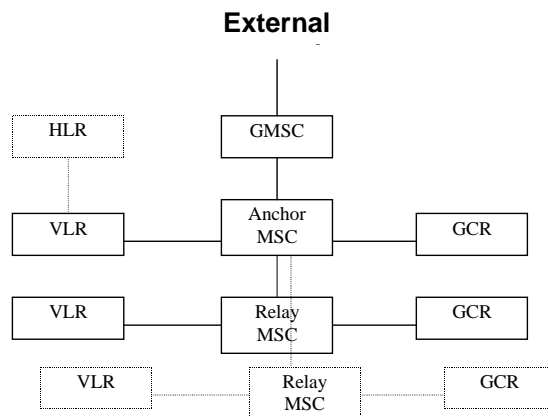 External
HLR
GMSC
VLR
Anchor
MSC
GCR
VLR
Relay
MSC
GCR
VLR
Relay
MSC
GCR